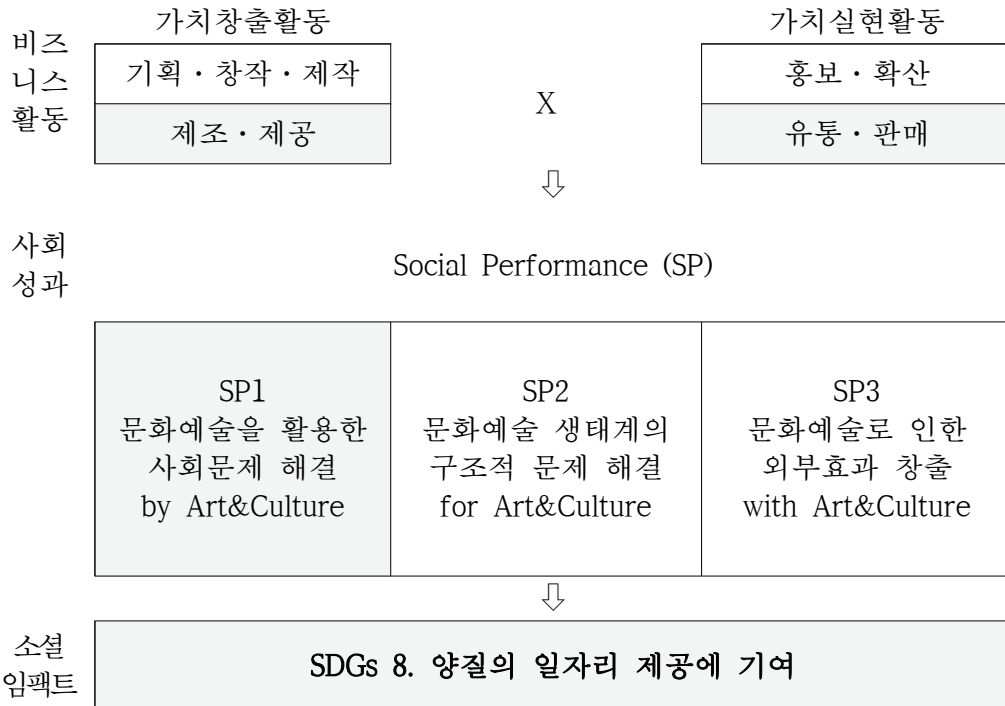 가치창출활동
가치실현활동
비즈
니스
활동
기획・창작・제작
제조・제공
X
홍보・확산
유통・판매
⇩
사회
성과
Social Performance (SP)
SP1
문화예술을 활용한
사회문제 해결
by Art&Culture
SP2
문화예술 생태계의
구조적 문제 해결
for Art&Culture
SP3
문화예술로 인한
외부효과 창출
with Art&Culture
⇩
소셜
임팩트
SDGs 8. 양질의 일자리 제공에 기여